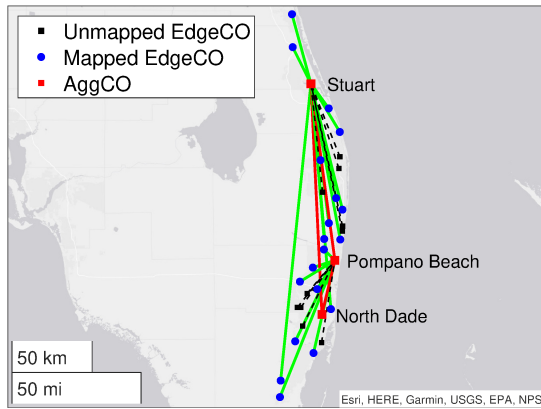 Unmapped EdgeCO
Mapped EdgeCO
AggCO
Stuart
Pompano Beach
North Dade
50 km
50 mi
Esri, HERE, Garmin, USGS, EPA, NPS